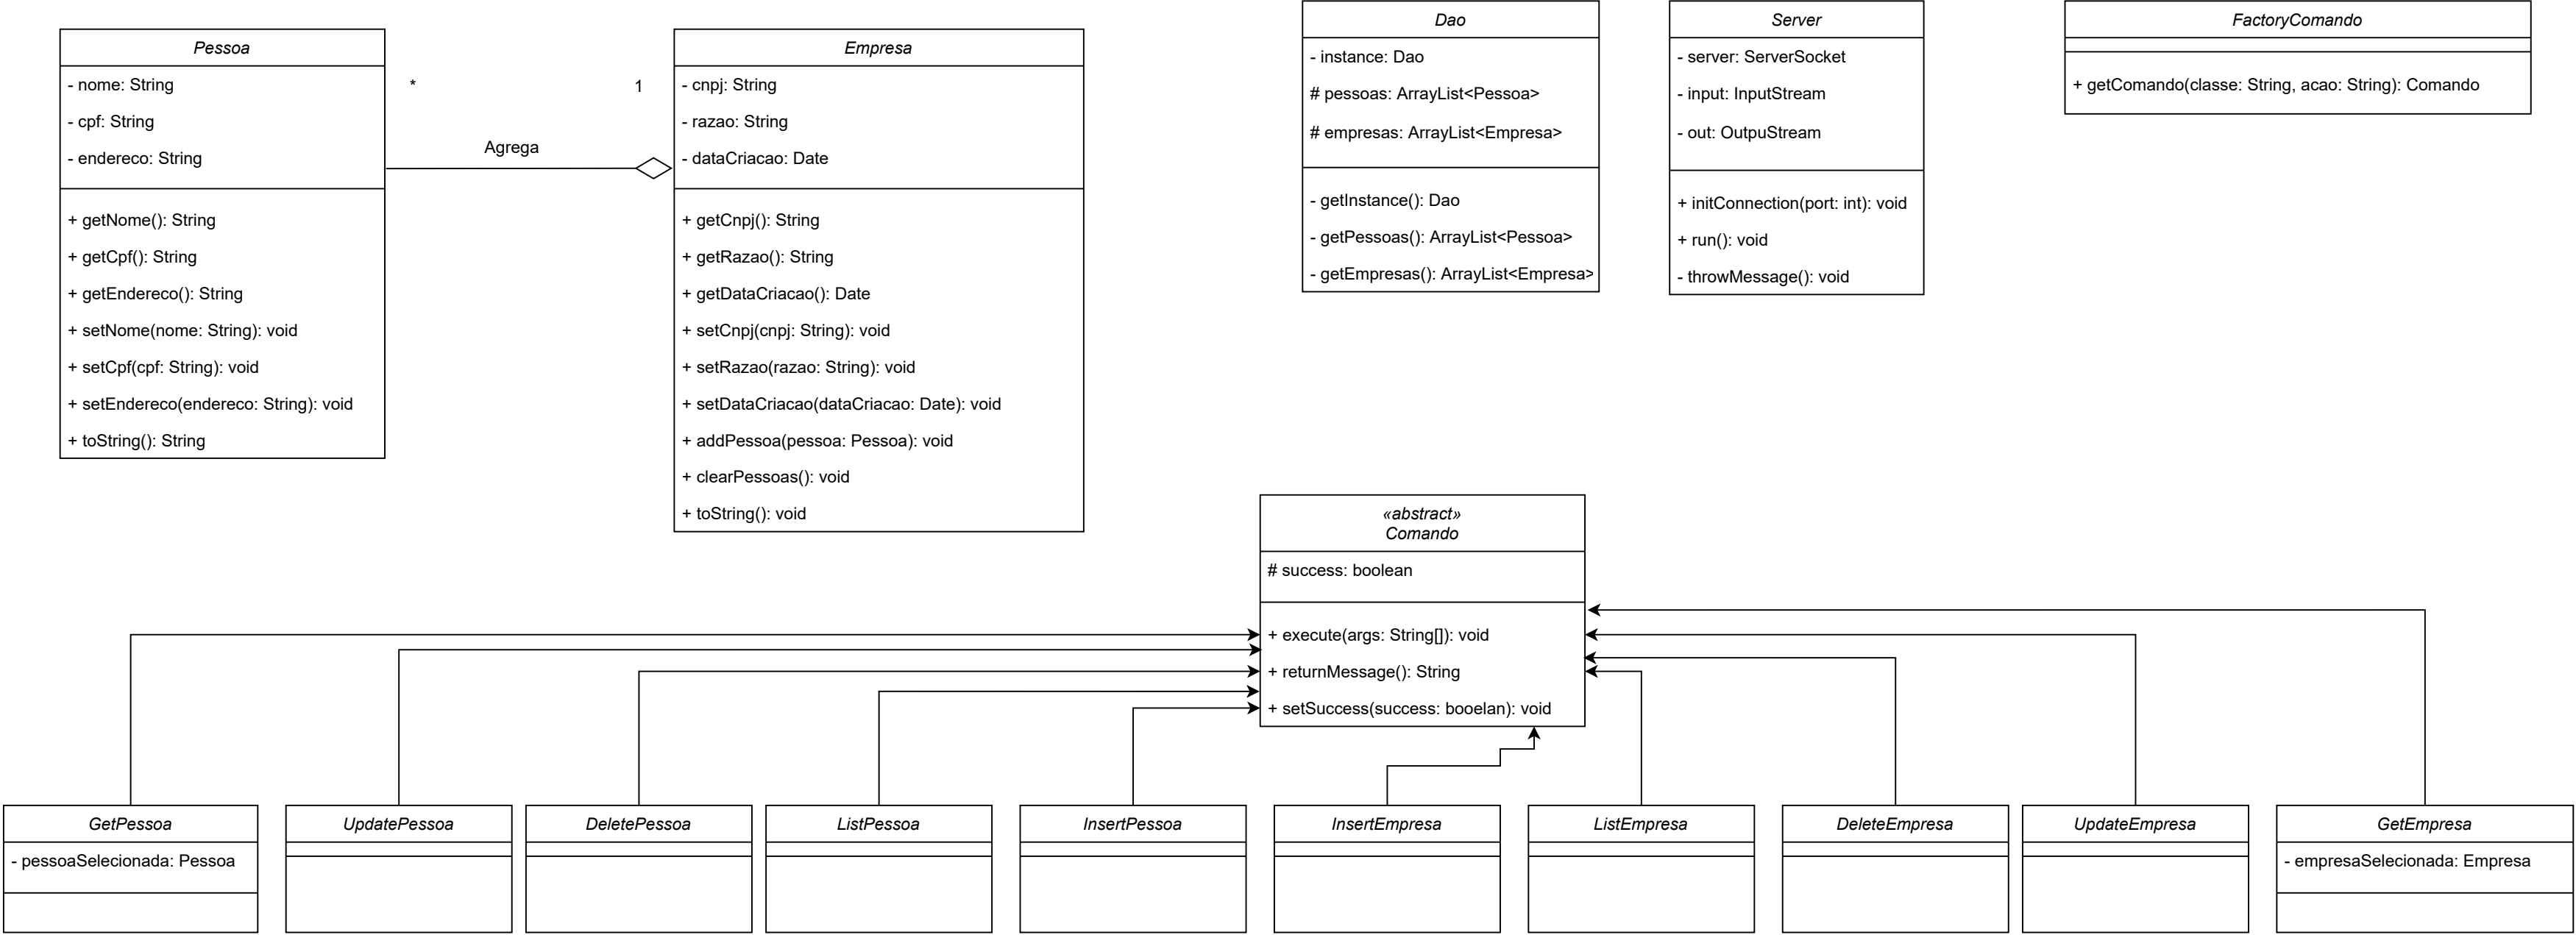 Pessoa
- nome: String
- cpf: String
- endereco: String
+ getNome(): String
+ getCpf(): String
+ getEndereco(): String
+ setNome(nome: String): void
+ setCpf(cpf: String): void
+ setEndereco(endereco: String): void
+ toString(): String
*
1
Agrega
Empresa
- cnpj: String
- razao: String
- dataCriacao: Date
+ getCnpj(): String
+ getRazao(): String
+ getDataCriacao(): Date
+ setCnpj(cnpj: String): void
+ setRazao(razao: String): void
+ setDataCriacao(dataCriacao: Date): void
+ addPessoa(pessoa: Pessoa): void
+ clearPessoas(): void
+ toString(): void
Dao
- instance: Dao
# pessoas: ArrayList<Pessoa>
# empresas: ArrayList<Empresa>
- getInstance(): Dao
- getPessoas(): ArrayList<Pessoa>
- getEmpresas(): ArrayList<Empresa>
Server
- server: ServerSocket
- input: InputStream
- out: OutpuStream
+ initConnection(port: int): void
+ run(): void
- throwMessage(): void
FactoryComando
+ getComando(classe: String, acao: String): Comando
«abstract»
Comando
# success: boolean
+ execute(args: String[]): void
+ returnMessage(): String
+ setSuccess(success: booelan): void
GetPessoa
- pessoaSelecionada: Pessoa
UpdatePessoa
DeletePessoa
ListPessoa
InsertPessoa
InsertEmpresa
ListEmpresa
DeleteEmpresa
UpdateEmpresa
GetEmpresa
- empresaSelecionada: Empresa